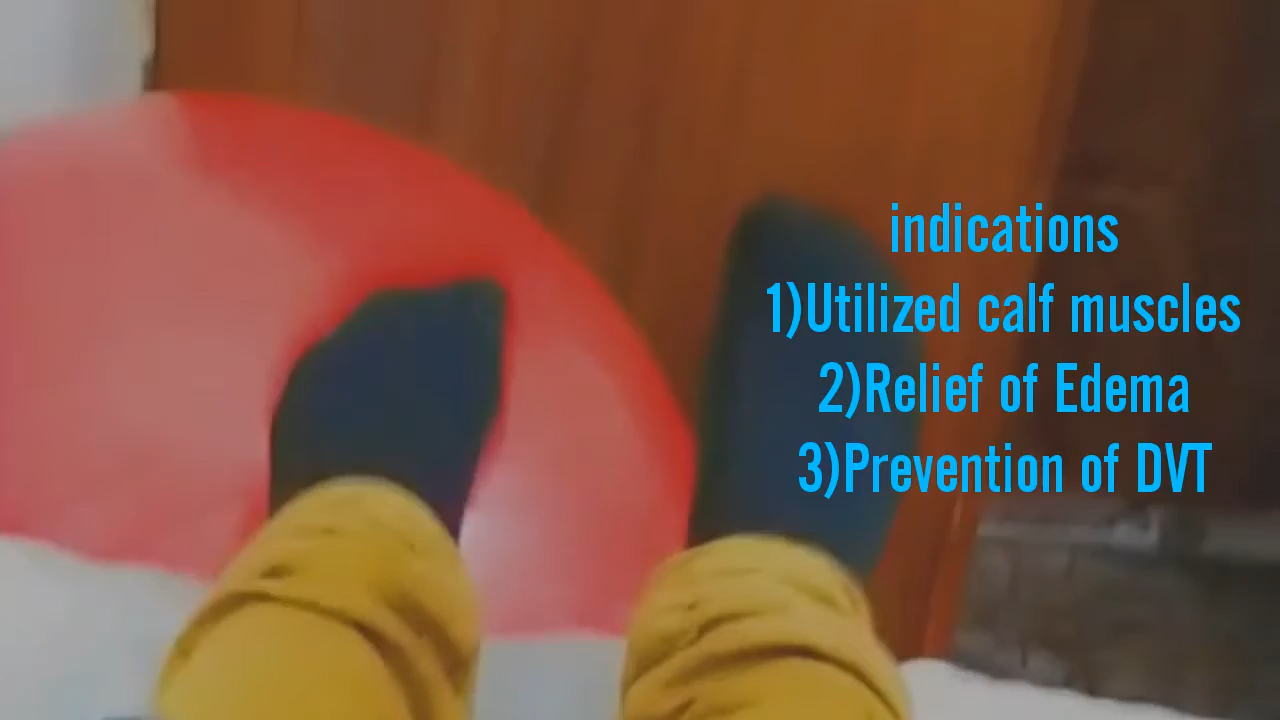 indications
1)Utilized calf muscles
2)Relief of Edema
3)Prevention of DVT